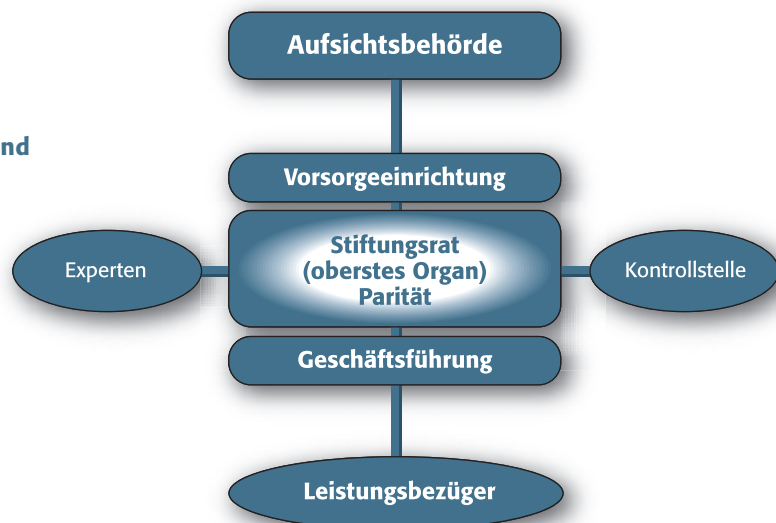 Aufsichtsbehörde
nd
Vorsorgeeinrichtung
Stiftungsrat
(oberstes Organ)
Parität
Experten
Kontrollstelle
Geschäftsführung
Leistungsbezüger